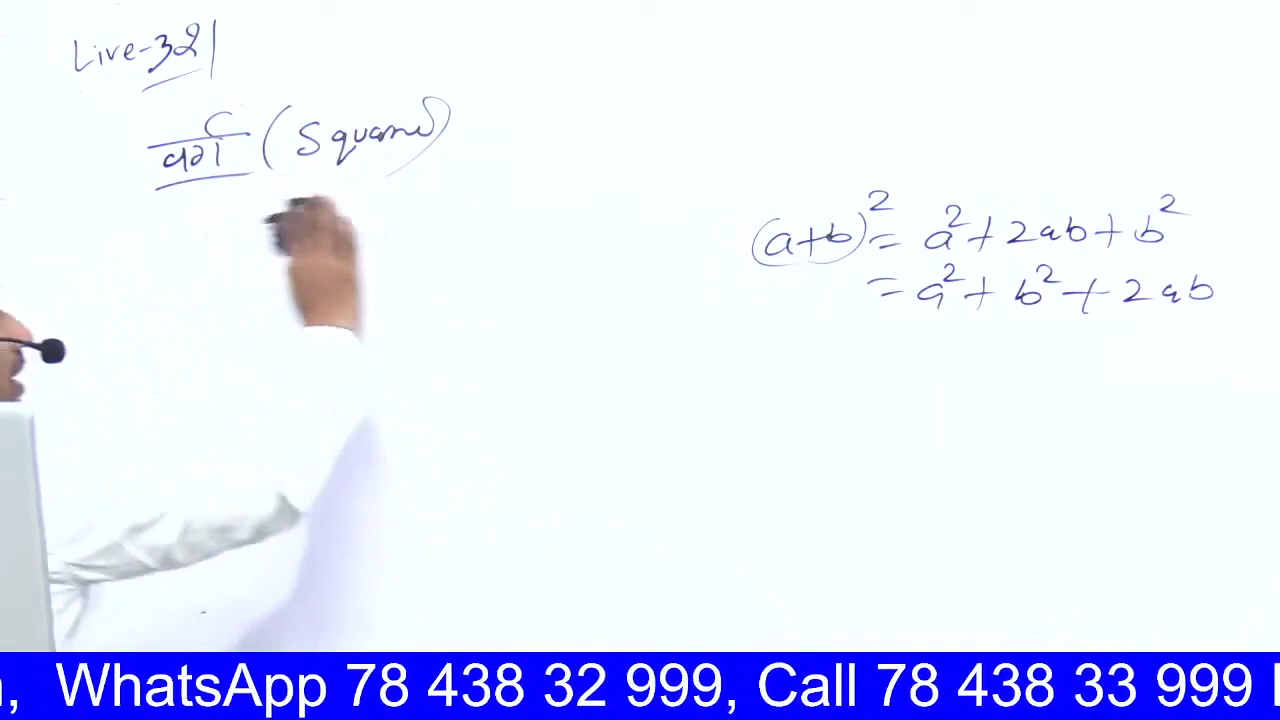 Live-321
वर्ग (Square)
(a+b)² = a² + 2ab + b²
= a² + b² + 2ab
, WhatsApp 78 438 32 999, Call 78 438 33 999